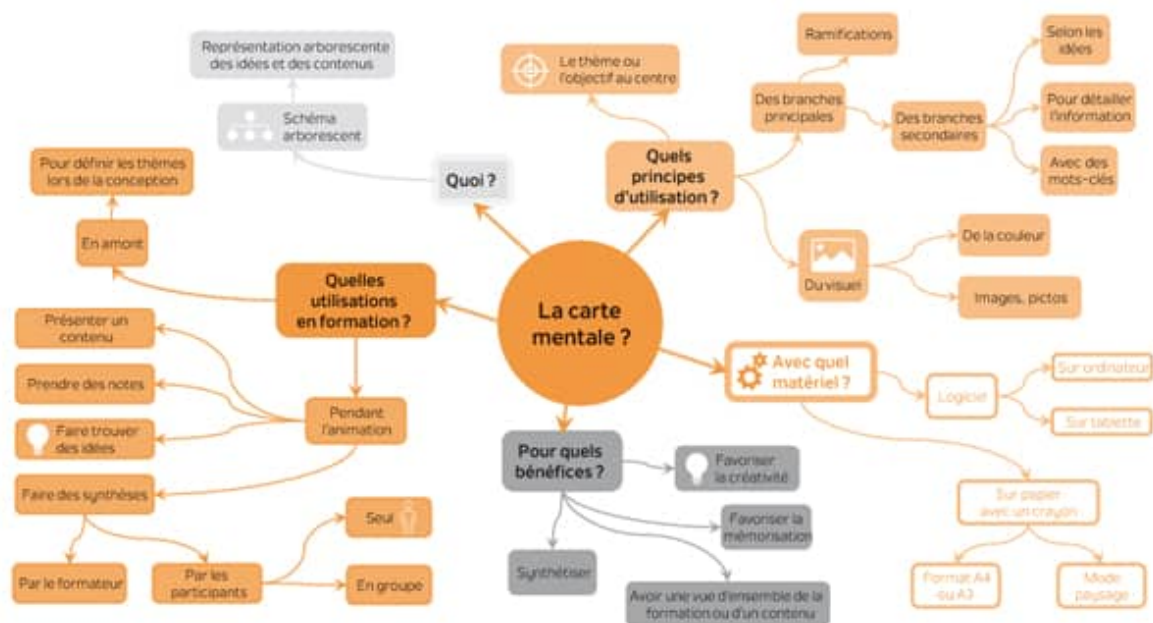 Représentation arborescente
des idées et des contenus
Schéma
arborescent
Quoi ?
Le thème ou
l'objectif au centre
Quels
principes
d'utilisation ?
Des branches
principales
Ramifications
Des branches
secondaires
Selon les
idées
Pour détailler
l'information
Avec des
mots-clés
Du visuel
De la couleur
Images, pictos
Pour définir les thèmes
lors de la conception
En amont
Quelles
utilisations
en formation ?
Présenter un
contenu
Prendre des notes
Faire trouver
des idées
Pendant
l'animation
Faire des synthèses
Par le formateur
Par les
participants
Seul
En groupe
La carte
mentale ?
Avec quel
matériel ?
Logiciel
Sur ordinateur
Sur tablette
Sur papier
avec un crayon
Format A4
ou A3
Mode
paysage
Pour quels
bénéfices ?
Favoriser
la créativité
Favoriser la
mémorisation
Synthétiser
Avoir une vue d'ensemble de la
formation ou d'un contenu